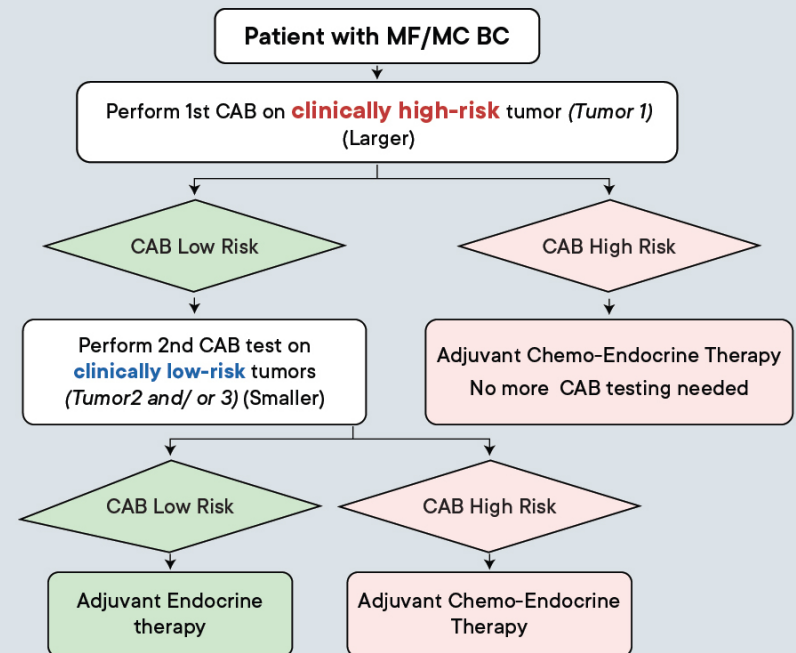 Patient with MF/MC BC
Perform 1st CAB on clinically high-risk tumor (Tumor 1)
(Larger)
CAB Low Risk
CAB High Risk
Perform 2nd CAB test on
clinically low-risk tumors
(Tumor2 and/ or 3) (Smaller)
Adjuvant Chemo-Endocrine Therapy
No more CAB testing needed
CAB Low Risk
CAB High Risk
Adjuvant Endocrine
therapy
Adjuvant Chemo-Endocrine
Therapy